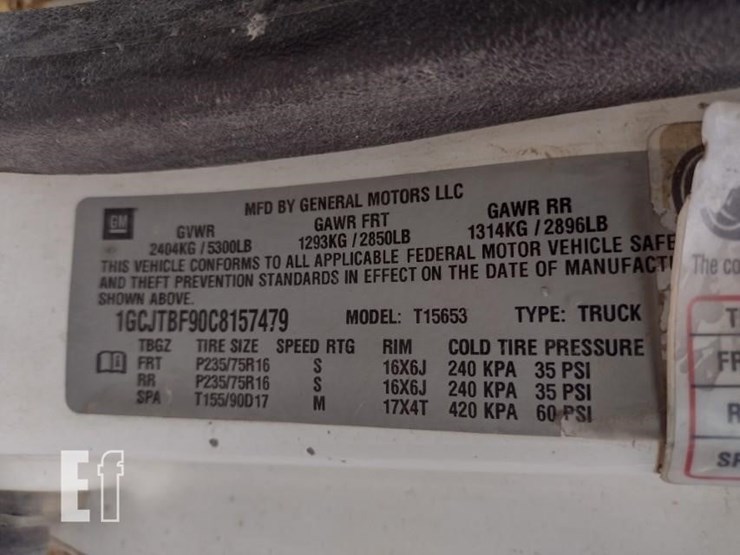 MFD BY GENERAL MOTORS LLC
GM
GVWR GAWR FRT GAWR RR
2404KG / 5300LB 1293KG / 2850LB 1314KG / 2896LB
THIS VEHICLE CONFORMS TO ALL APPLICABLE FEDERAL MOTOR VEHICLE SAFE
AND THEFT PREVENTION STANDARDS IN EFFECT ON THE DATE OF MANUFACT
SHOWN ABOVE.
1GCJTBF90C8157479 MODEL: T15653 TYPE: TRUCK
TBGZ TIRE SIZE SPEED RTG RIM COLD TIRE PRESSURE
FRT P235/75R16 S 16X6J 240 KPA 35 PSI
RR P235/75R16 S 16X6J 240 KPA 35 PSI
SPA T155/90D17 M 17X4T 420 KPA 60 PSI
The co
T
FR
R
SP
Ef